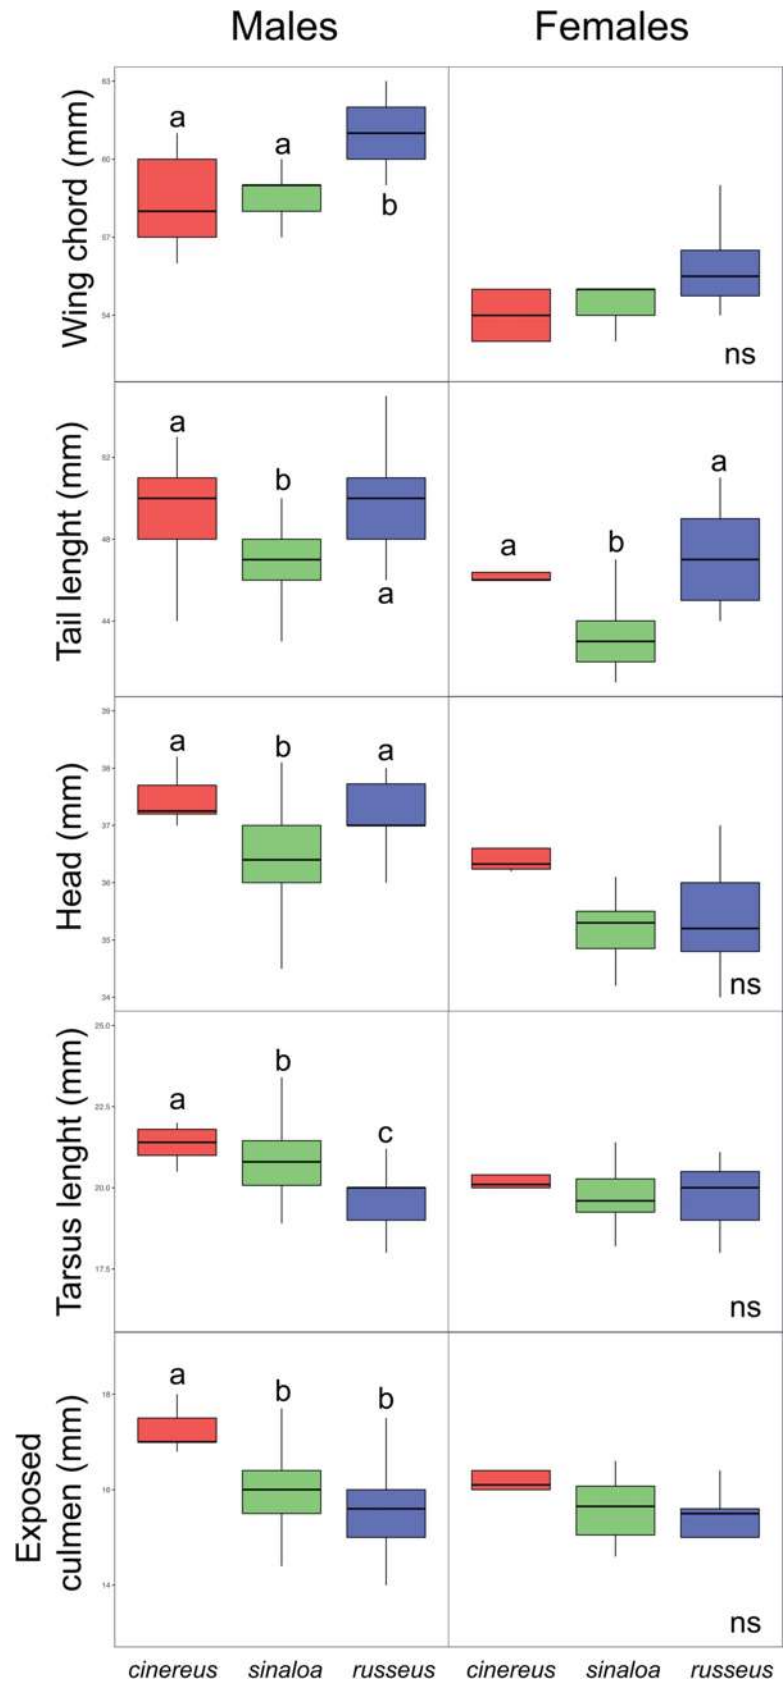 Males Females
Wing chord (mm)
63
60
57
54
a
a
b
ns
Tail lenght (mm)
52
48
44
a
b
a
a
b
a
Head (mm)
39
38
37
36
35
34
a
b
a
ns
Tarsus lenght (mm)
25.0
22.5
20.0
17.5
a
b
c
ns
Exposed
culmen (mm)
18
16
14
a
b
b
ns
cinereus sinaloa russeus cinereus sinaloa russeus